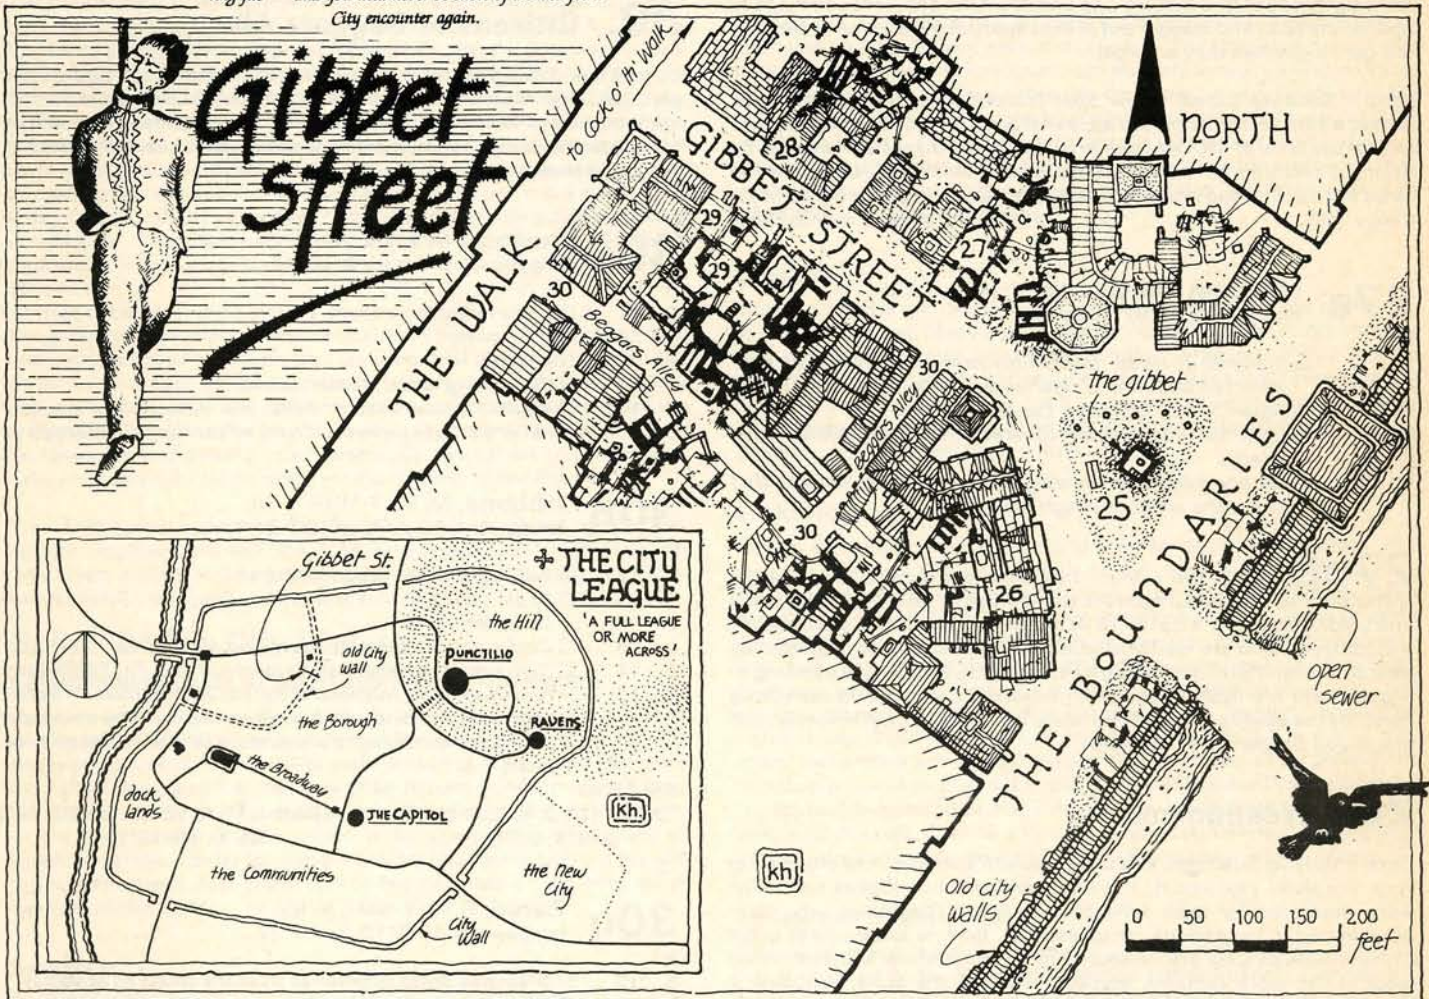 City encounter again.
Gibbet
street
to Cock o' th' Walk
NORTH
GIBBET STREET
THE WALK
28
29
29
27
30
Beggars Alley
30
Beggars Alley
the gibbet
25
30
26
THE BOUNDARIES
open
sewer
Old city
walls
kh
0 50 100 150 200
feet
Gibbet St.
THE CITY
LEAGUE
'A FULL LEAGUE
OR MORE
ACROSS'
the Hill
PUNCTILIO
old City
wall
the Borough
RAVENS
the Broadway
dock
lands
THE CAPITOL
kh.
the Communities
the new
City
City
Wall